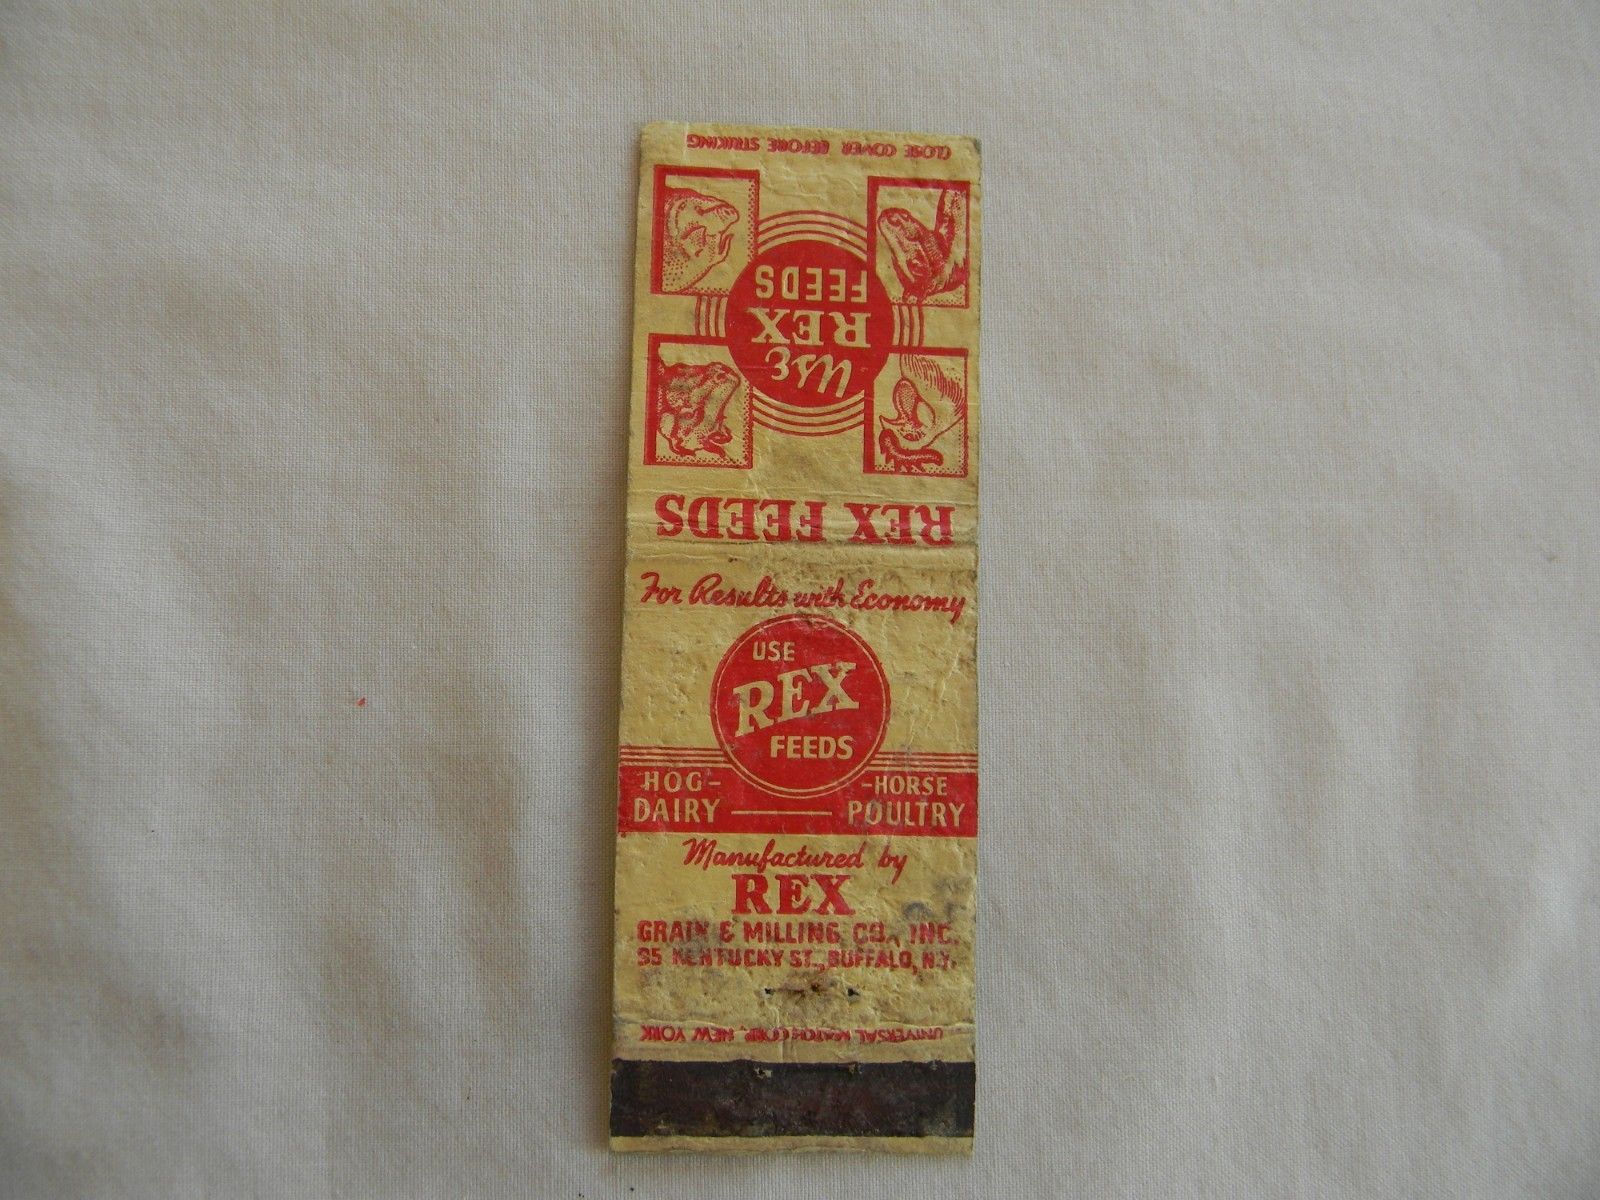 CLOSE COVER BEFORE STRIKING
USE
REX
FEEDS
REX FEEDS
For Results with Economy
USE
REX
FEEDS
HOG- -HORSE
DAIRY — POULTRY
Manufactured by
REX
GRAIN & MILLING CO., INC.
95 KENTUCKY ST., BUFFALO, N.Y.
UNIVERSAL MATCH CORP., NEW YORK